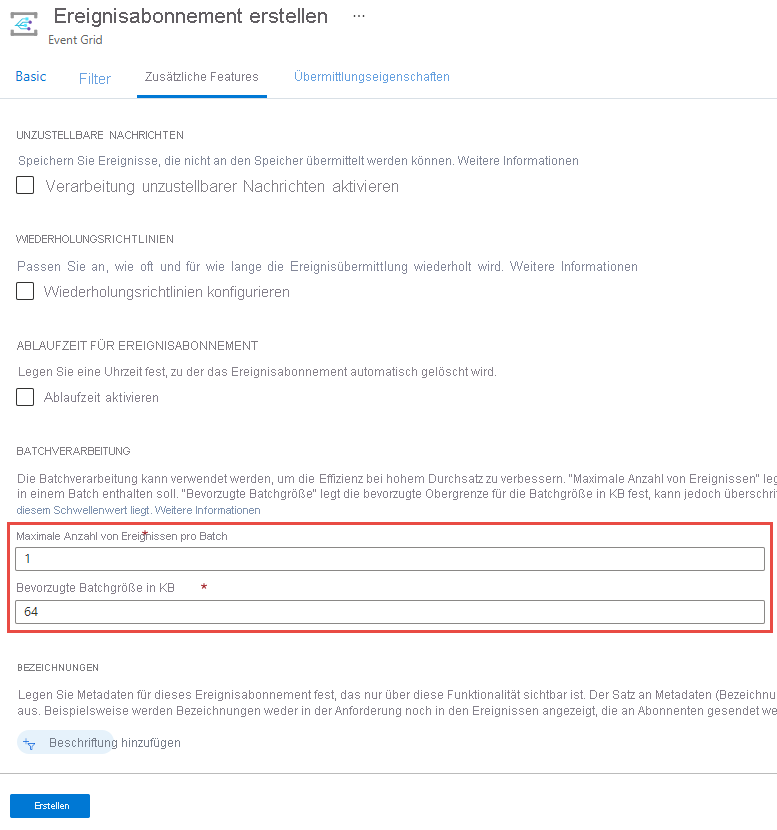 Ereignisabonnement erstellen ...
Event Grid
Basic Filter Zusätzliche Features Übermittlungseigenschaften
UNZUSTELLBARE NACHRICHTEN
Speichern Sie Ereignisse, die nicht an den Speicher übermittelt werden können. Weitere Informationen
Verarbeitung unzustellbarer Nachrichten aktivieren
WIEDERHOLUNGSRICHTLINIEN
Passen Sie an, wie oft und für wie lange die Ereignisübermittlung wiederholt wird. Weitere Informationen
Wiederholungsrichtlinien konfigurieren
ABLAUFZEIT FÜR EREIGNISABONNEMENT
Legen Sie eine Uhrzeit fest, zu der das Ereignisabonnement automatisch gelöscht wird.
Ablaufzeit aktivieren
BATCHVERARBEITUNG
Die Batchverarbeitung kann verwendet werden, um die Effizienz bei hohem Durchsatz zu verbessern. "Maximale Anzahl von Ereignissen" leg
in einem Batch enthalten soll. "Bevorzugte Batchgröße" legt die bevorzugte Obergrenze für die Batchgröße in KB fest, kann jedoch überschri
diesem Schwellenwert liegt. Weitere Informationen
Maximale Anzahl von Ereignissen pro Batch *
1
Bevorzugte Batchgröße in KB *
64
BEZEICHNUNGEN
Legen Sie Metadaten für dieses Ereignisabonnement fest, das nur über diese Funktionalität sichtbar ist. Der Satz an Metadaten (Bezeichnu
aus. Beispielsweise werden Bezeichnungen weder in der Anforderung noch in den Ereignissen angezeigt, die an Abonnenten gesendet we
Beschriftung hinzufügen
Erstellen